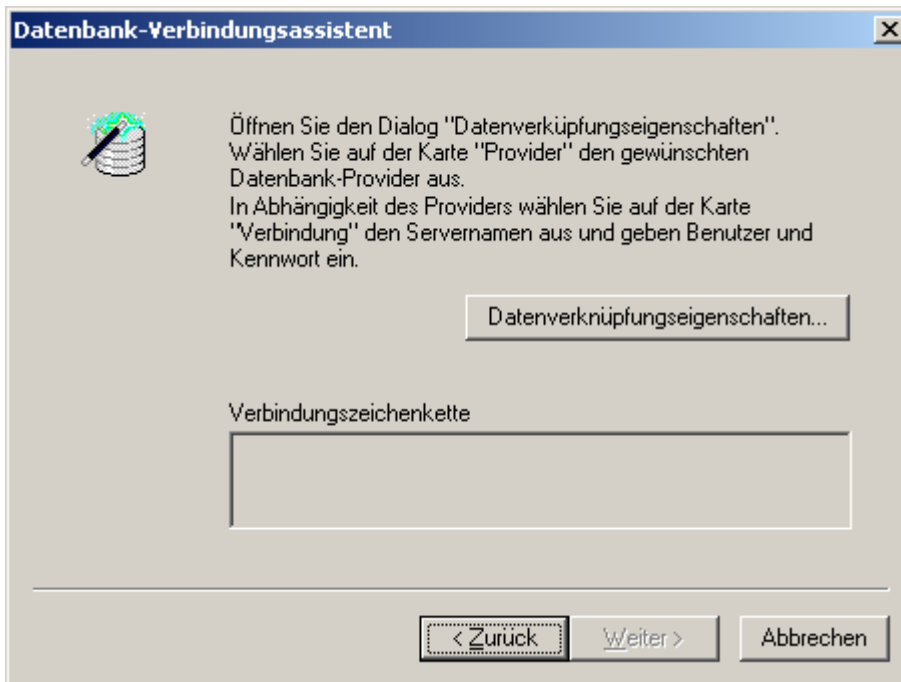 Datenbank-Verbindungsassistent
Öffnen Sie den Dialog "Datenverküpfungseigenschaften".
Wählen Sie auf der Karte "Provider" den gewünschten
Datenbank-Provider aus.
In Abhängigkeit des Providers wählen Sie auf der Karte
"Verbindung" den Servernamen aus und geben Benutzer und
Kennwort ein.
Datenverknüpfungseigenschaften...
Verbindungszeichenkette
< Zurück Weiter > Abbrechen